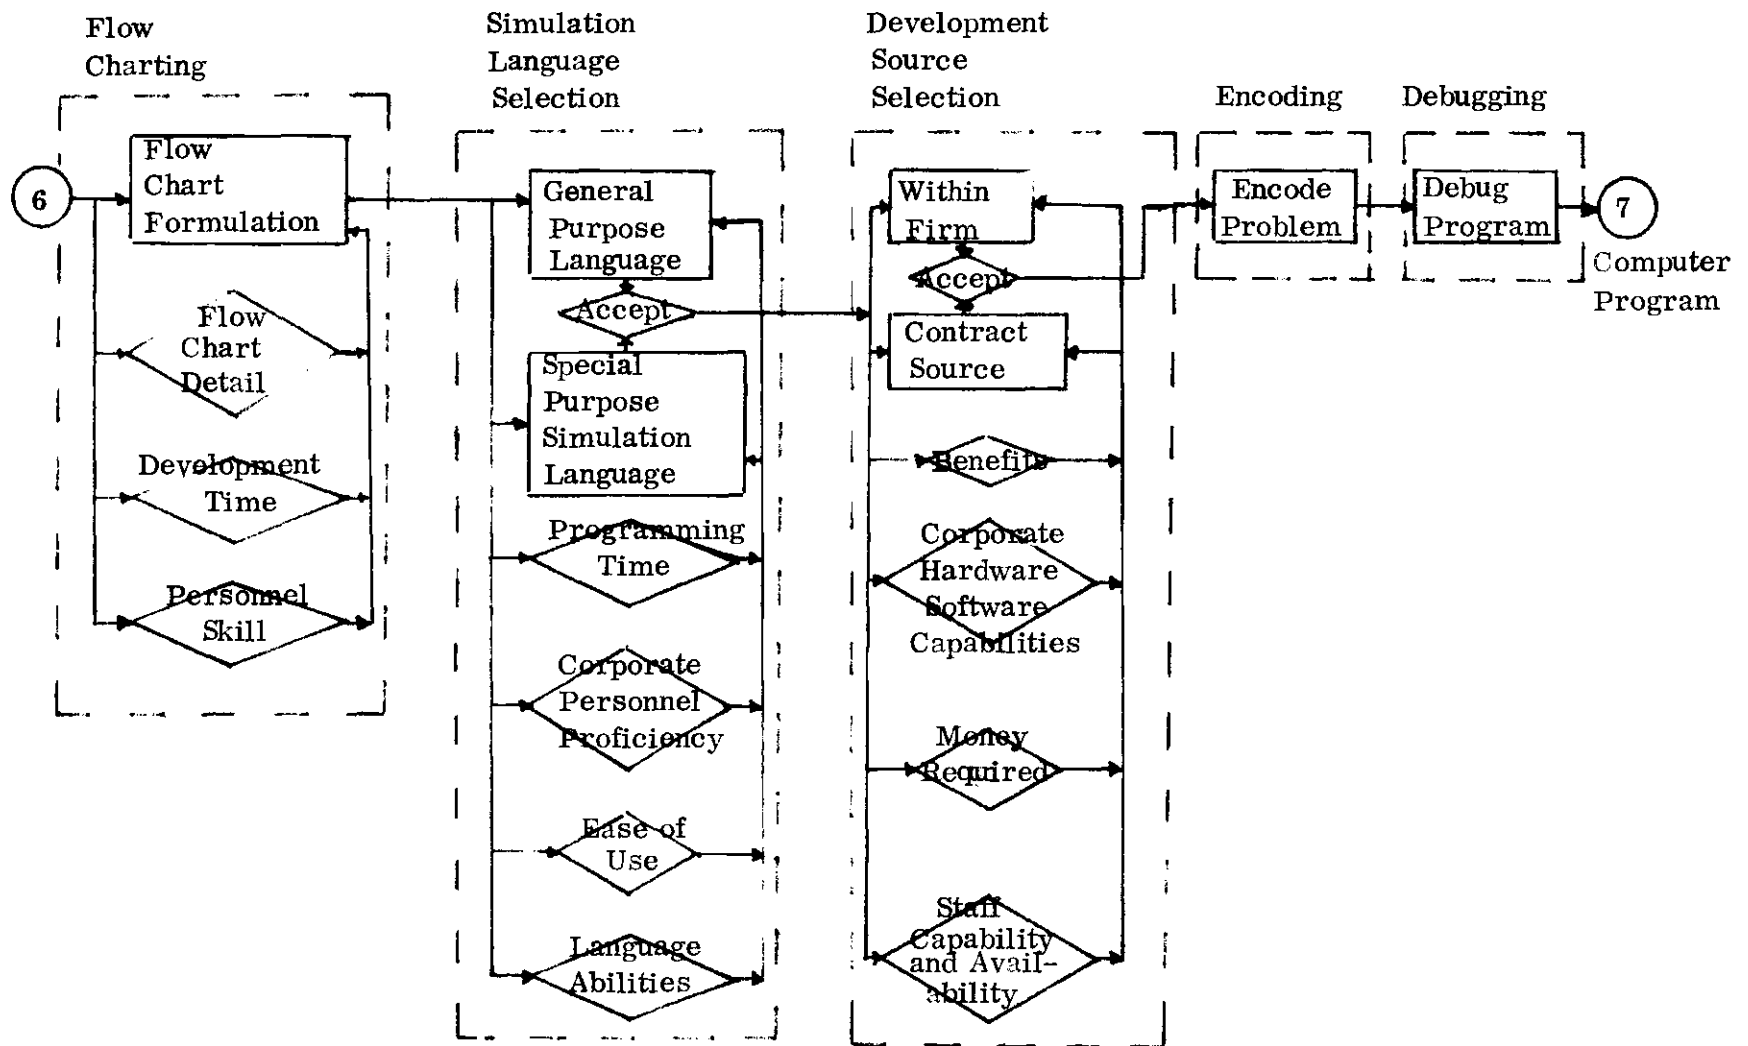 Flow
Charting
Simulation
Language
Selection
Development
Source
Selection
Encoding
Debugging
6
Flow
Chart
Formulation
Flow
Chart
Detail
Development
Time
Personnel
Skill
General
Purpose
Language
Accept
Special
Purpose
Simulation
Language
Programming
Time
Corporate
Personnel
Proficiency
Ease of
Use
Language
Abilities
Within
Firm
Accept
Contract
Source
Benefits
Corporate
Hardware
Software
Capabilities
Money
Required
Staff
Capability
and Avail-
ability
Encode
Problem
Debug
Program
7
Computer
Program